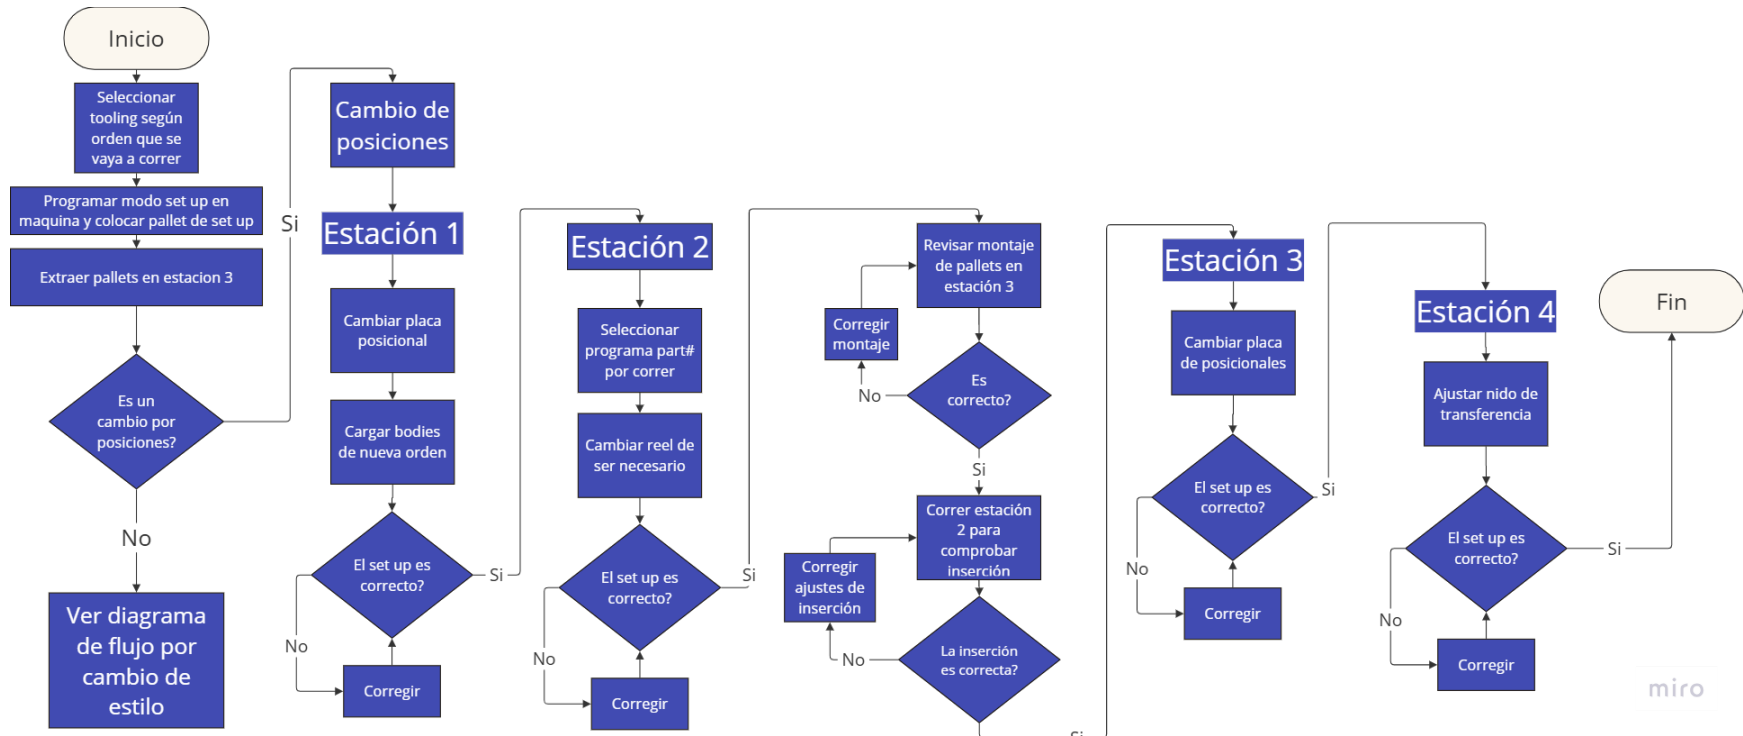 Inicio
Seleccionar
tooling según
orden que se
vaya a correr
Programar modo set up en
maquina y colocar pallet de set up
Extraer pallets en estacion 3
Es un
cambio por
posiciones?
No
Ver diagrama
de flujo por
cambio de
estilo
Si
Cambio de
posiciones
Estación 1
Cambiar placa
posicional
Cargar bodies
de nueva orden
El set up es
correcto?
No
Corregir
Si
Estación 2
Seleccionar
programa part#
por correr
Cambiar reel de
ser necesario
El set up es
correcto?
No
Corregir
Si
Revisar montaje
de pallets en
estación 3
Corregir
montaje
No
Es
correcto?
Si
Correr estación
2 para
comprobar
inserción
Corregir
ajustes de
inserción
No
La inserción
es correcta?
Si
Estación 3
Cambiar placa
de posicionales
El set up es
correcto?
No
Corregir
Si
Estación 4
Ajustar nido de
transferencia
El set up es
correcto?
No
Corregir
Si
Fin
miro